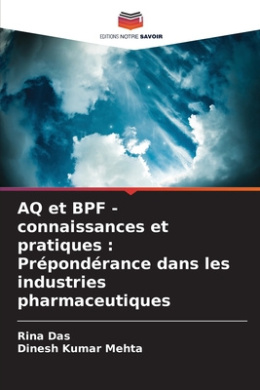 EDITIONS NOTRE SAVOIR
AQ et BPF -
connaissances et
pratiques :
Prépondérance dans les
industries
pharmaceutiques
Rina Das
Dinesh Kumar Mehta